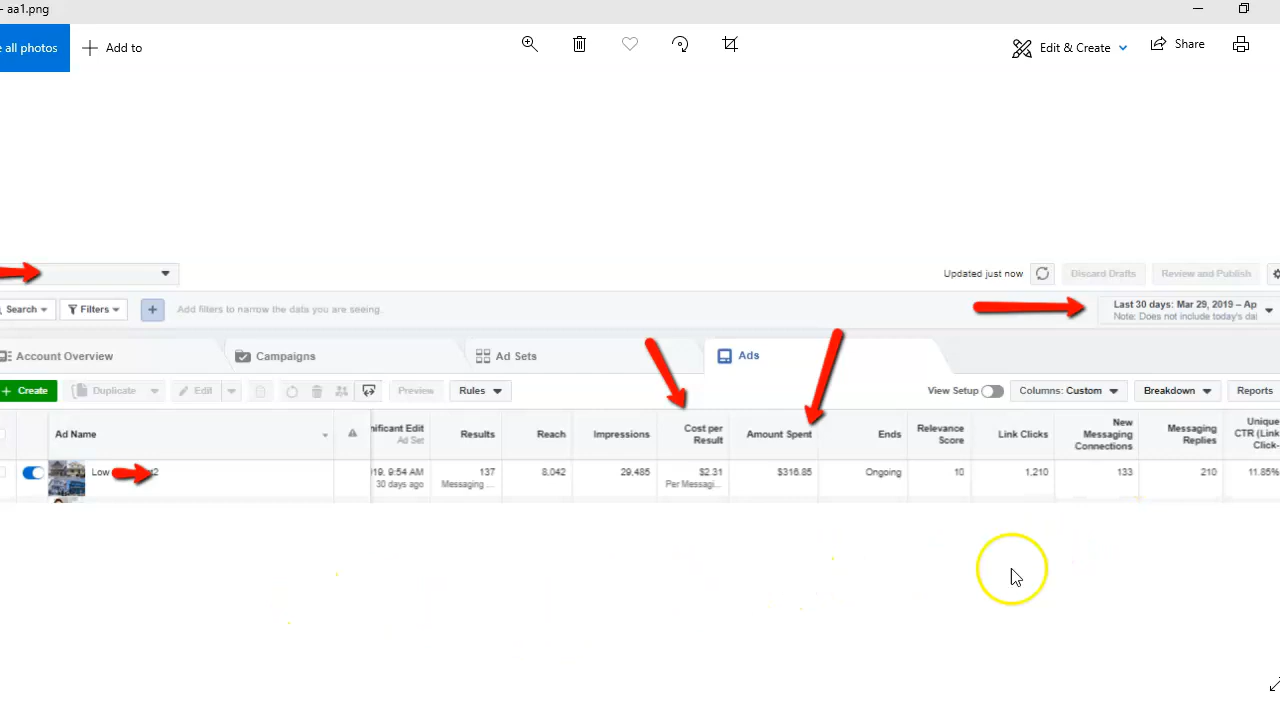 - aa1.png
e all photos
Add to
Edit & Create
Share
Updated just now
Discard Drafts
Review and Publish
Search
Filters
Add filters to narrow the data you are seeing.
Last 30 days: Mar 29, 2019 – Ap
Note: Does not include today's dat
Account Overview
Campaigns
Ad Sets
Ads
Create
Duplicate
Edit
Preview
Rules
View Setup
Columns: Custom
Breakdown
Reports
Ad Name
nificant Edit
Ad Set
Results
Reach
Impressions
Cost per
Result
Amount Spent
Ends
Relevance
Score
Link Clicks
New
Messaging
Connections
Messaging
Replies
Unique
CTR (Link
Click-
Low
2
019, 9:54 AM
30 days ago
137
Messaging ...
8,042
29,485
$2.31
Per Messagi...
$316.85
Ongoing
10
1,210
133
210
11.85%